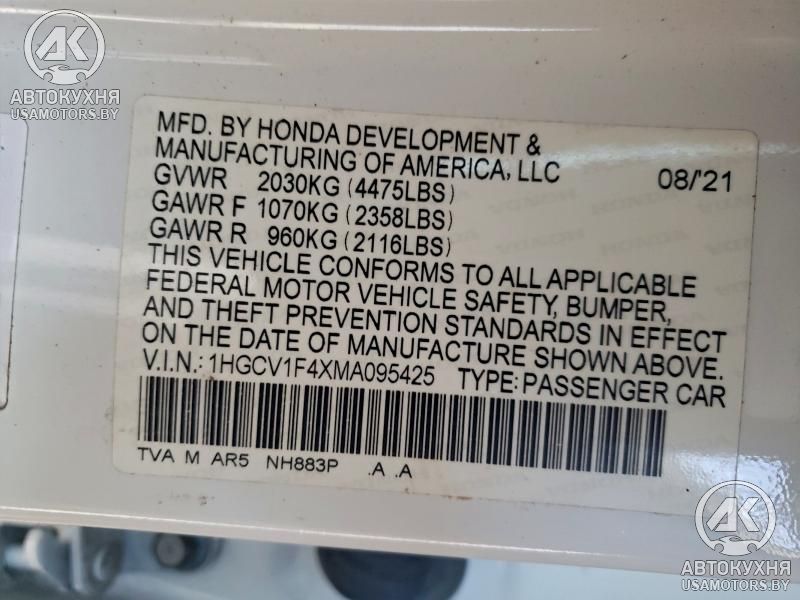 AK
АВТОКУХНЯ
USAMOTORS.BY
MFD. BY HONDA DEVELOPMENT &
MANUFACTURING OF AMERICA, LLC 08/'21
GVWR 2030KG (4475LBS)
GAWR F 1070KG (2358LBS)
GAWR R 960KG (2116LBS)
THIS VEHICLE CONFORMS TO ALL APPLICABLE
FEDERAL MOTOR VEHICLE SAFETY, BUMPER,
AND THEFT PREVENTION STANDARDS IN EFFECT
ON THE DATE OF MANUFACTURE SHOWN ABOVE.
V.I.N.: 1HGCV1F4XMA095425 TYPE: PASSENGER CAR
TVA M AR5 NH883P .A .A
AK
АВТОКУХНЯ
USAMOTORS.BY